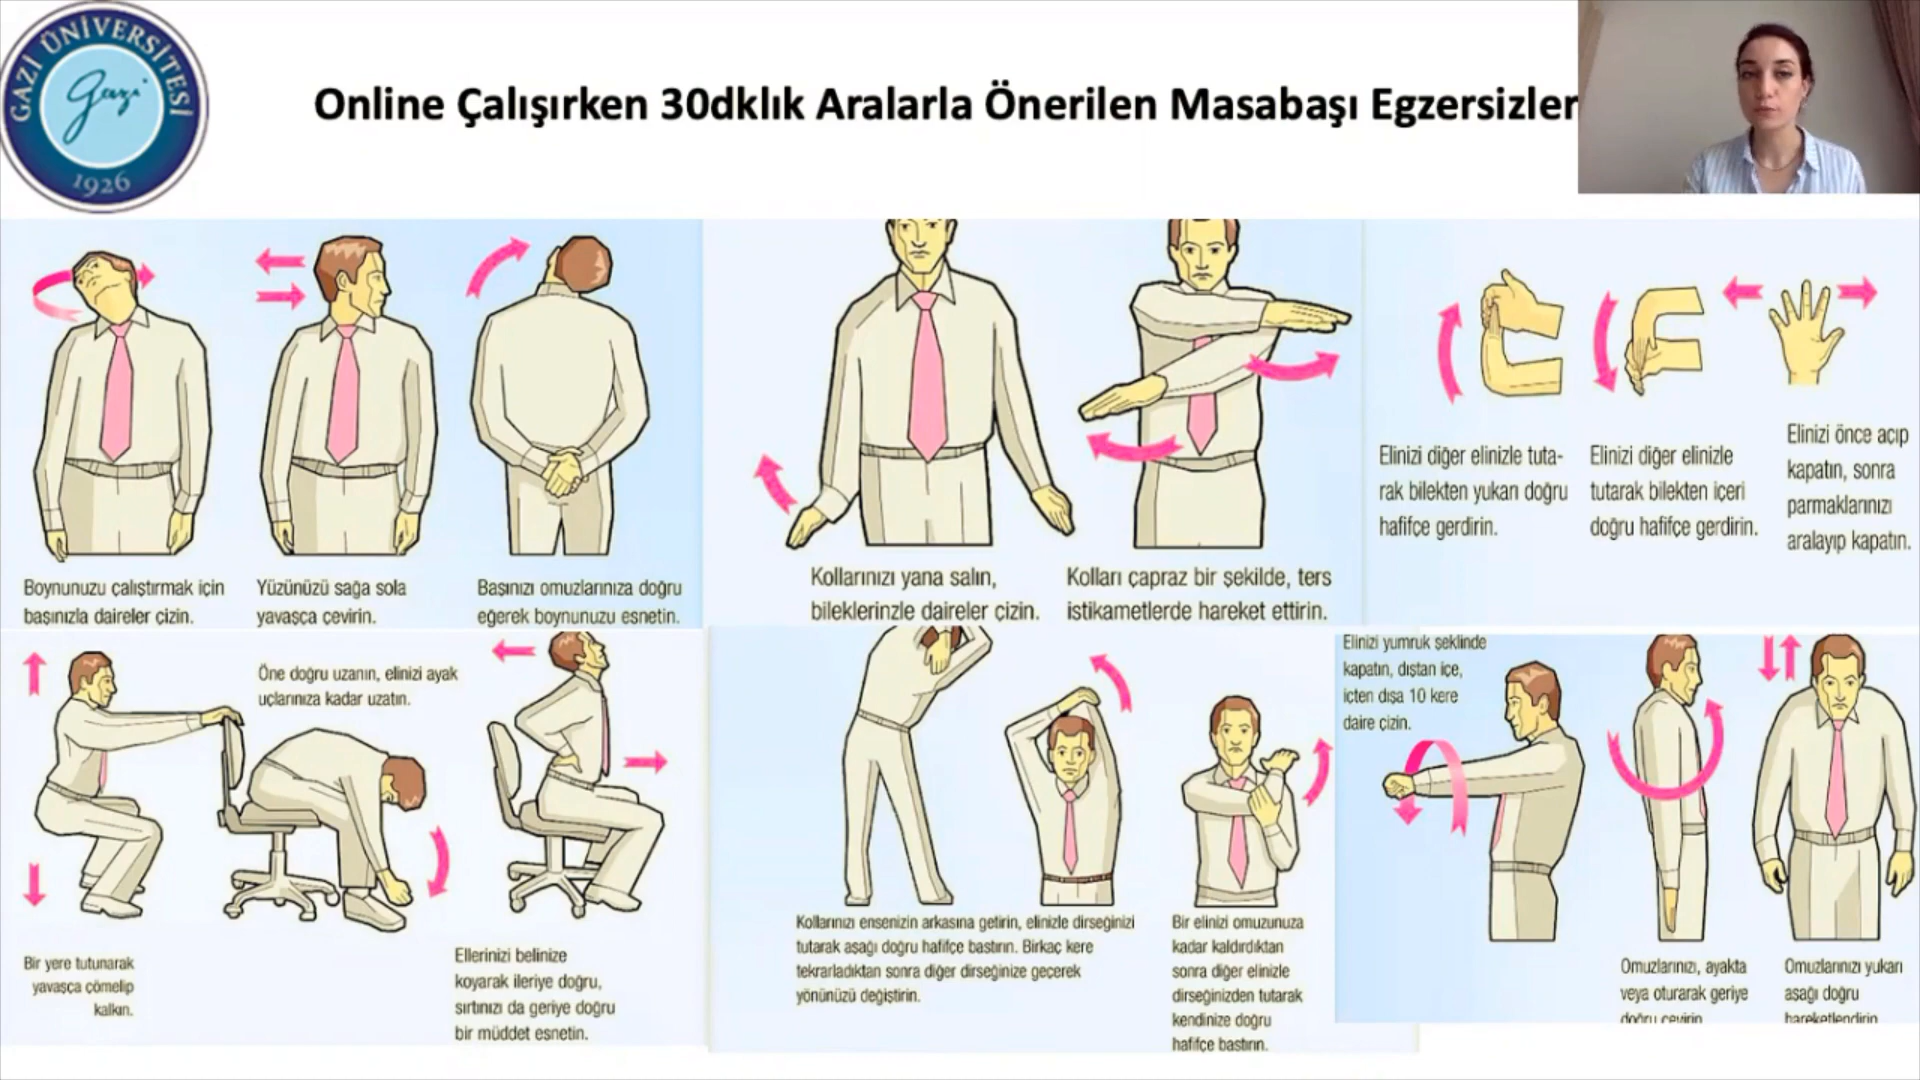 GAZİ ÜNİVERSİTESİ
Gazi
1926
Online Çalışırken 30dklık Aralarla Önerilen Masabaşı Egzersizler
Boynunuzu çalıştırmak için
başınızla daireler çizin.
Yüzünüzü sağa sola
yavaşça çevirin.
Başınızı omuzlarınıza doğru
eğerek boynunuzu esnetin.
Kollarınızı yana salın,
bileklerinzle daireler çizin.
Kolları çapraz bir şekilde, ters
istikametlerde hareket ettirin.
Elinizi diğer elinizle tuta-
rak bilekten yukarı doğru
hafifçe gerdirin.
Elinizi diğer elinizle
tutarak bilekten içeri
doğru hafifçe gerdirin.
Elinizi önce açıp
kapatın, sonra
parmaklarınızı
aralayıp kapatın.
Bir yere tutunarak
yavaşça çömelip
kalkın.
Öne doğru uzanın, elinizi ayak
uçlarınıza kadar uzatın.
Ellerinizi belinize
koyarak ileriye doğru,
sırtınızı da geriye doğru
bir müddet esnetin.
Kollarınızı ensenizin arkasına getirin, elinizle dirseğinizi
tutarak aşağı doğru hafifçe bastırın. Birkaç kere
tekrarladıktan sonra diğer dirseğinize geçerek
yönünüzü değiştirin.
Bir elinizi omuzunuza
kadar kaldırdıktan
sonra diğer elinizle
dirseğinizden tutarak
kendinize doğru
hafifçe bastırın.
Elinizi yumruk şeklinde
kapatın, dıştan içe,
içten dışa 10 kere
daire çizin.
Omuzlarınızı, ayakta
veya oturarak geriye
doğru çevirin
Omuzlarınızı yukarı
aşağı doğru
hareketlendirin